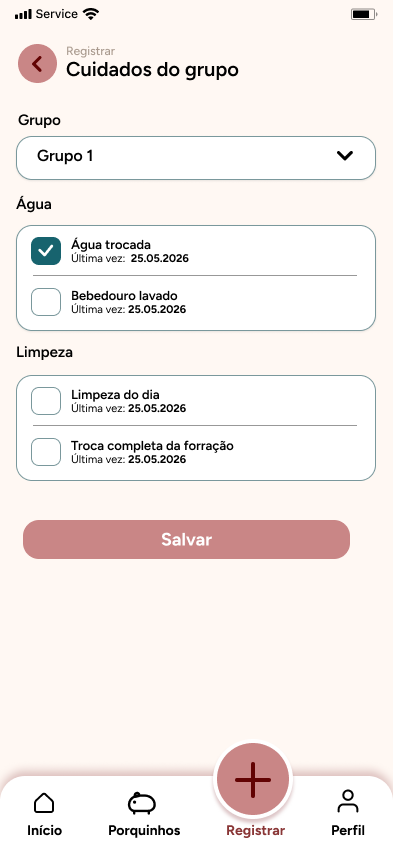 Service
Registrar
Cuidados do grupo
Grupo
Grupo 1
Água
Água trocada
Última vez: 25.05.2026
Bebedouro lavado
Última vez: 25.05.2026
Limpeza
Limpeza do dia
Última vez: 25.05.2026
Troca completa da forração
Última vez: 25.05.2026
Salvar
Início
Porquinhos
Registrar
Perfil